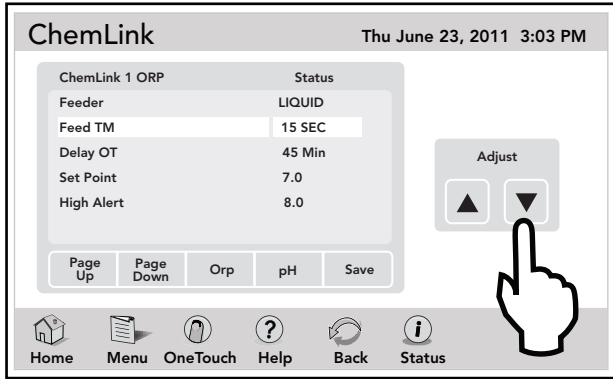 ChemLink Thu June 23, 2011 3:03 PM
ChemLink 1 ORP Status
Feeder LIQUID
Feed TM 15 SEC
Delay OT 45 Min
Set Point 7.0
High Alert 8.0
Adjust
Page Up Page Down Orp pH Save
Home Menu OneTouch Help Back Status